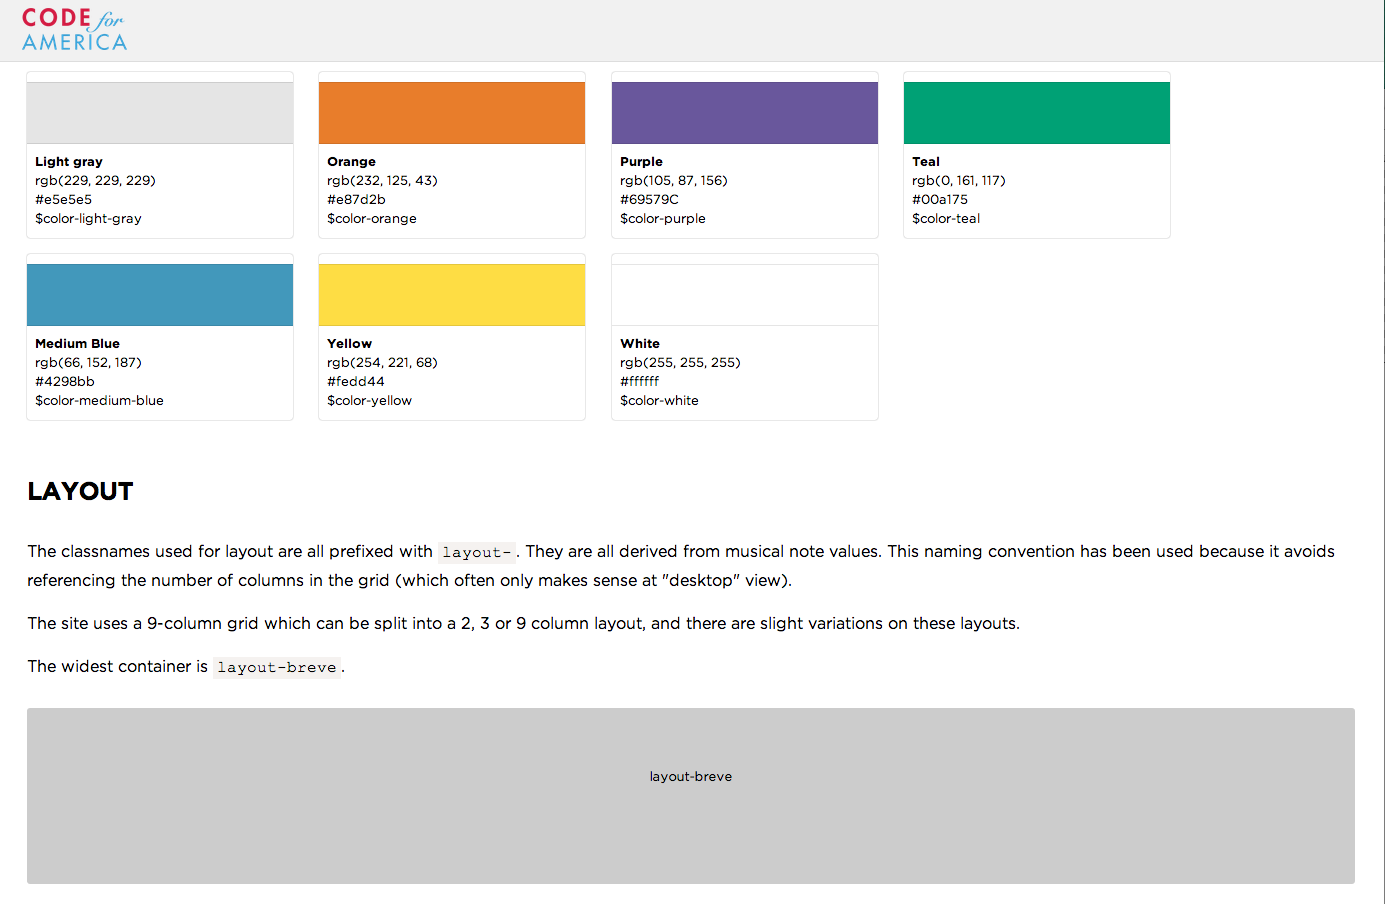 CODE for
AMERICA
Light gray
rgb(229, 229, 229)
#e5e5e5
$color-light-gray
Orange
rgb(232, 125, 43)
#e87d2b
$color-orange
Purple
rgb(105, 87, 156)
#69579C
$color-purple
Teal
rgb(0, 161, 117)
#00a175
$color-teal
Medium Blue
rgb(66, 152, 187)
#4298bb
$color-medium-blue
Yellow
rgb(254, 221, 68)
#fedd44
$color-yellow
White
rgb(255, 255, 255)
#ffffff
$color-white
LAYOUT
The classnames used for layout are all prefixed with layout-. They are all derived from musical note values. This naming convention has been used because it avoids
referencing the number of columns in the grid (which often only makes sense at "desktop" view).
The site uses a 9-column grid which can be split into a 2, 3 or 9 column layout, and there are slight variations on these layouts.
The widest container is layout-breve.
layout-breve